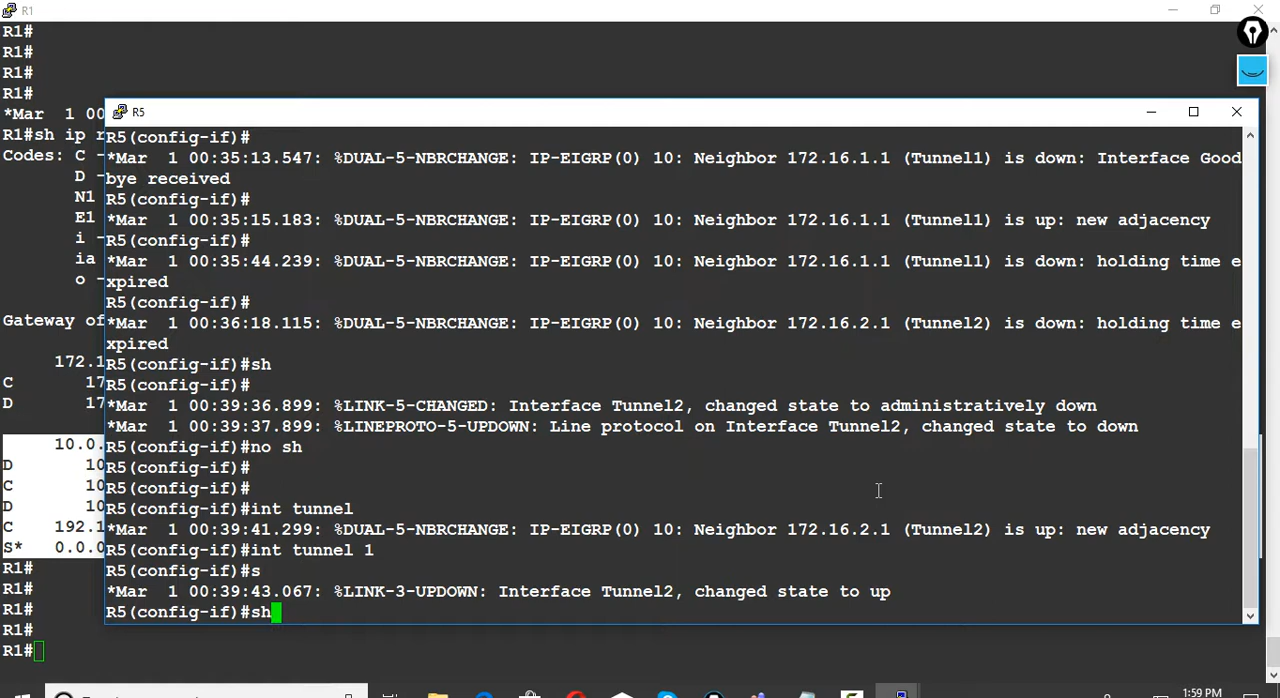 R1
R1#
R1#
R1#
R1#
*Mar  1 00
R1#sh ip r
Codes: C -
D -
N1
E1
i -
ia
o -
Gateway of
172.1
C 17
D 17
10.0.
D 10
C 10
D 10
C 192.1
S* 0.0.0
R1#
R1#
R1#
R1#
R1#
R5
R5(config-if)#
*Mar  1 00:35:13.547: %DUAL-5-NBRCHANGE: IP-EIGRP(0) 10: Neighbor 172.16.1.1 (Tunnel1) is down: Interface Good
bye received
R5(config-if)#
*Mar  1 00:35:15.183: %DUAL-5-NBRCHANGE: IP-EIGRP(0) 10: Neighbor 172.16.1.1 (Tunnel1) is up: new adjacency
R5(config-if)#
*Mar  1 00:35:44.239: %DUAL-5-NBRCHANGE: IP-EIGRP(0) 10: Neighbor 172.16.1.1 (Tunnel1) is down: holding time e
xpired
R5(config-if)#
*Mar  1 00:36:18.115: %DUAL-5-NBRCHANGE: IP-EIGRP(0) 10: Neighbor 172.16.2.1 (Tunnel2) is down: holding time e
xpired
R5(config-if)#sh
R5(config-if)#
*Mar  1 00:39:36.899: %LINK-5-CHANGED: Interface Tunnel2, changed state to administratively down
*Mar  1 00:39:37.899: %LINEPROTO-5-UPDOWN: Line protocol on Interface Tunnel2, changed state to down
R5(config-if)#no sh
R5(config-if)#
R5(config-if)#
R5(config-if)#int tunnel
*Mar  1 00:39:41.299: %DUAL-5-NBRCHANGE: IP-EIGRP(0) 10: Neighbor 172.16.2.1 (Tunnel2) is up: new adjacency
R5(config-if)#int tunnel 1
R5(config-if)#s
*Mar  1 00:39:43.067: %LINK-3-UPDOWN: Interface Tunnel2, changed state to up
R5(config-if)#sh
1:59 PM